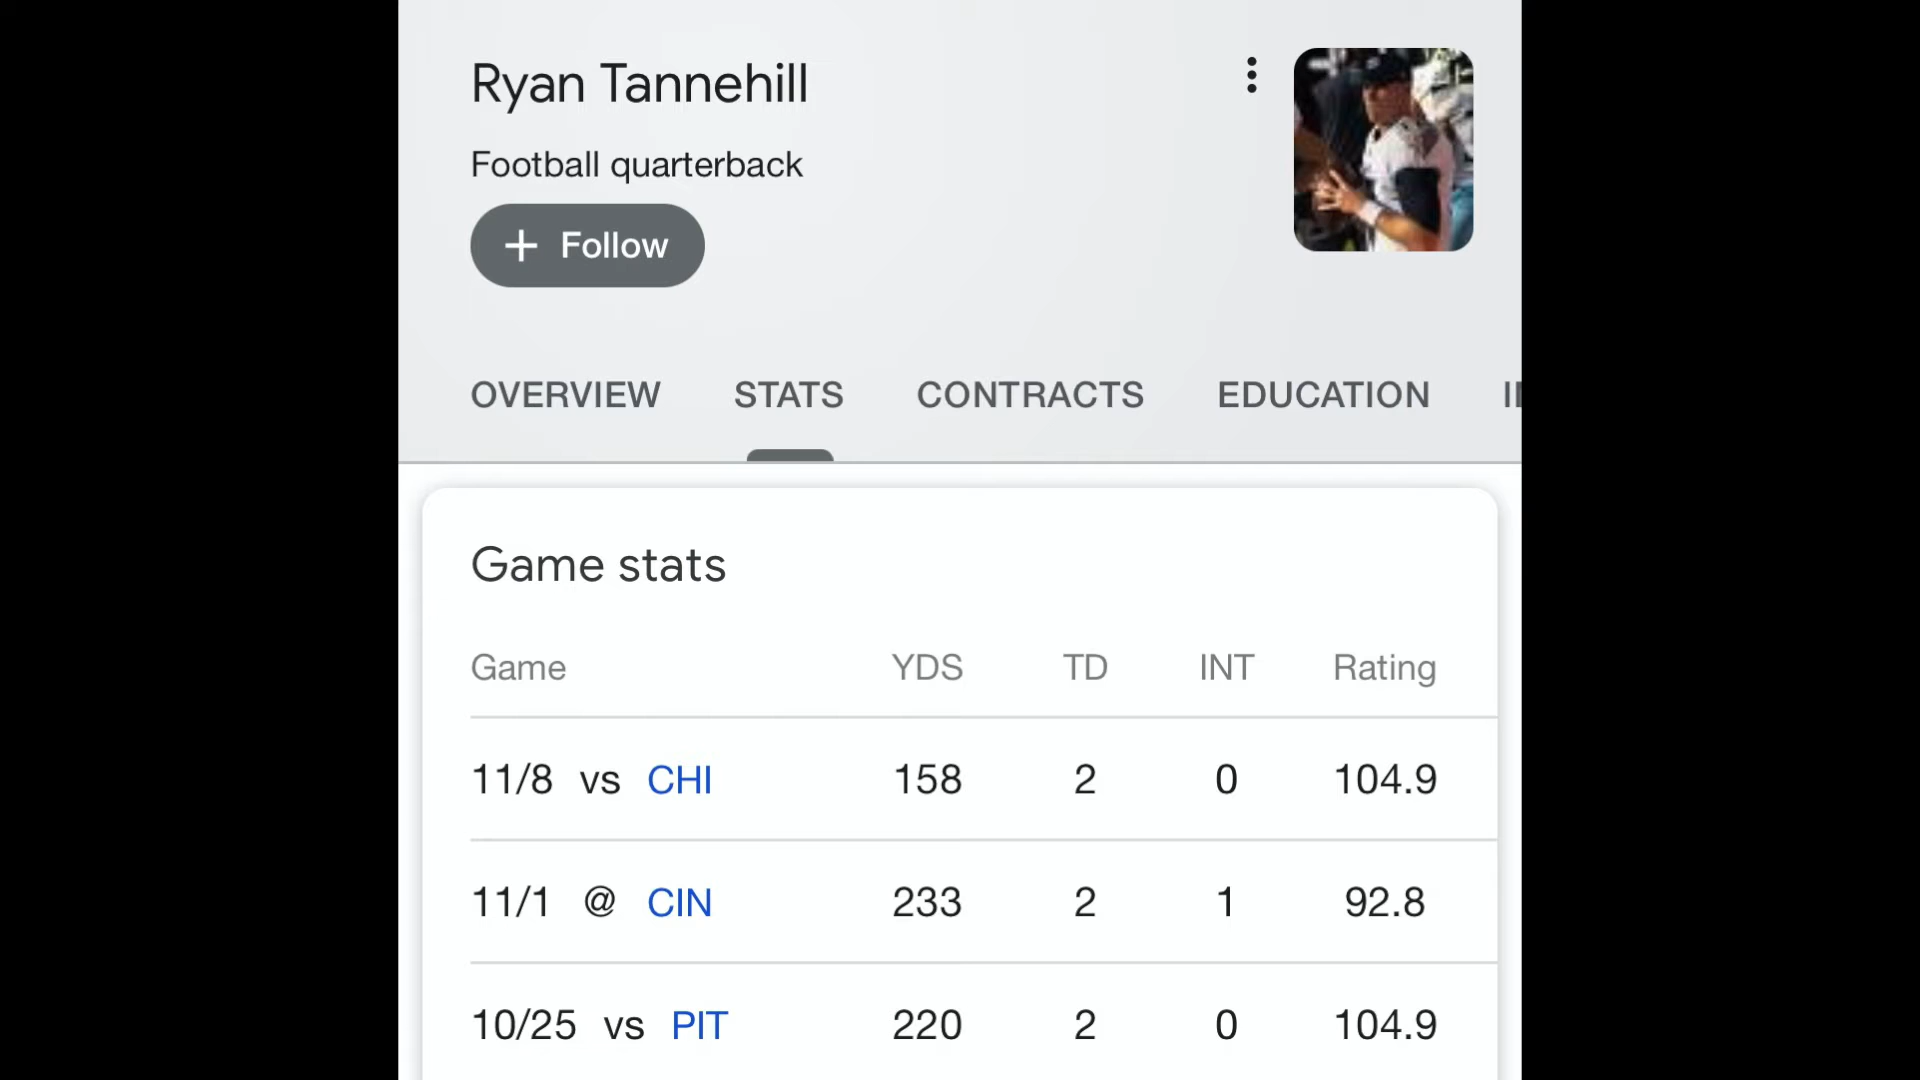 Ryan Tannehill
Football quarterback
+ Follow
OVERVIEW STATS CONTRACTS EDUCATION
Game stats
Game YDS TD INT Rating
11/8 vs CHI 158 2 0 104.9
11/1 @ CIN 233 2 1 92.8
10/25 vs PIT 220 2 0 104.9